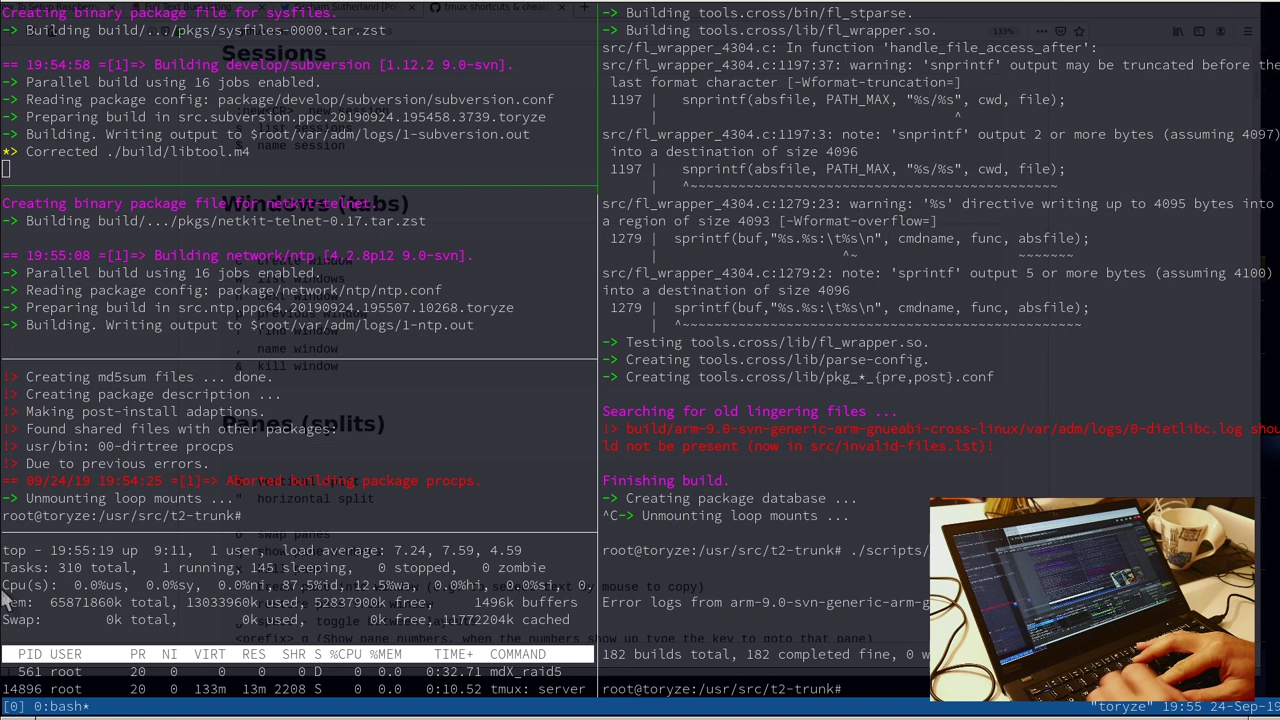 Creating binary package file for sysfiles.
-> Building build/.../pkgs/sysfiles-0000.tar.zst
== 19:54:58 =[1]=> Building develop/subversion [1.12.2 9.0-svn].
-> Parallel build using 16 jobs enabled.
-> Reading package config: package/develop/subversion/subversion.conf
-> Preparing build in src.subversion.ppc.20190924.195458.3739.toryze
-> Building. Writing output to $root/var/adm/logs/1-subversion.out
*> Corrected ./build/libtool.m4
Creating binary package file for netkit-telnet.
-> Building build/.../pkgs/netkit-telnet-0.17.tar.zst
== 19:55:08 =[1]=> Building network/ntp [4.2.8p12 9.0-svn].
-> Parallel build using 16 jobs enabled.
-> Reading package config: package/network/ntp/ntp.conf
-> Preparing build in src.ntp.ppc64.20190924.195507.10268.toryze
-> Building. Writing output to $root/var/adm/logs/1-ntp.out
!> Creating md5sum files ... done.
!> Creating package description ...
!> Making post-install adaptions.
!> Found shared files with other packages:
!> usr/bin: 00-dirtree procps
!> Due to previous errors.
== 09/24/19 19:54:25 =[1]=> Aborted building package procps.
-> Unmounting loop mounts ...
root@toryze:/usr/src/t2-trunk#
top - 19:55:19 up  9:11,  1 user,  load average: 7.24, 7.59, 4.59
Tasks: 310 total,   1 running, 145 sleeping,   0 stopped,   0 zombie
Cpu(s):  0.0%us,  0.0%sy,  0.0%ni, 87.5%id, 12.5%wa,  0.0%hi,  0.0%si,  0.
Mem:  65871860k total, 13033960k used, 52837900k free,     1496k buffers
Swap:        0k total,        0k used,        0k free, 11772204k cached
PID USER      PR  NI  VIRT  RES  SHR S %CPU %MEM    TIME+  COMMAND
561 root      20   0     0    0    0 D    0  0.0   0:32.71 mdX_raid5
14896 root      20   0  133m  13m 2208 S    0  0.0   0:10.52 tmux: server
-> Building tools.cross/bin/fl_stparse.
-> Building tools.cross/lib/fl_wrapper.so.
src/fl_wrapper_4304.c: In function 'handle_file_access_after':
src/fl_wrapper_4304.c:1197:37: warning: 'snprintf' output may be truncated before the
last format character [-Wformat-truncation=]
1197 |   snprintf(absfile, PATH_MAX, "%s/%s", cwd, file);
|                                     ^
src/fl_wrapper_4304.c:1197:3: note: 'snprintf' output 2 or more bytes (assuming 4097)
into a destination of size 4096
1197 |   snprintf(absfile, PATH_MAX, "%s/%s", cwd, file);
|   ^~~~~~~~~~~~~~~~~~~~~~~~~~~~~~~~~~~~~~~~~~~~~~~
src/fl_wrapper_4304.c:1279:23: warning: '%s' directive writing up to 4095 bytes into
a region of size 4093 [-Wformat-overflow=]
1279 |  sprintf(buf,"%s.%s:\t%s\n", cmdname, func, absfile);
|                       ^~                    ~~~~~~~
src/fl_wrapper_4304.c:1279:2: note: 'sprintf' output 5 or more bytes (assuming 4100)
into a destination of size 4096
1279 |  sprintf(buf,"%s.%s:\t%s\n", cmdname, func, absfile);
|  ^~~~~~~~~~~~~~~~~~~~~~~~~~~~~~~~~~~~~~~~~~~~~~~~~~~
-> Testing tools.cross/lib/fl_wrapper.so.
-> Creating tools.cross/lib/parse-config.
-> Creating tools.cross/lib/pkg_*_{pre,post}.conf
Searching for old lingering files ...
!> build/arm-9.0-svn-generic-arm-gnueabi-cross-linux/var/adm/logs/0-dietlibc.log shou
ld not be present (now in src/invalid-files.lst)!
Finishing build.
-> Creating package database ...
^C-> Unmounting loop mounts ...
root@toryze:/usr/src/t2-trunk# ./scripts/
Error logs from arm-9.0-svn-generic-arm-g
182 builds total, 182 completed fine, 0 w
root@toryze:/usr/src/t2-trunk#
[0] 0:bash*
"toryze" 19:55 24-Sep-19
Sessions
name session
Windows (tabs)
, name window
& kill window
Panes (splits)
" horizontal split
tmux shortcuts & cheats
133%